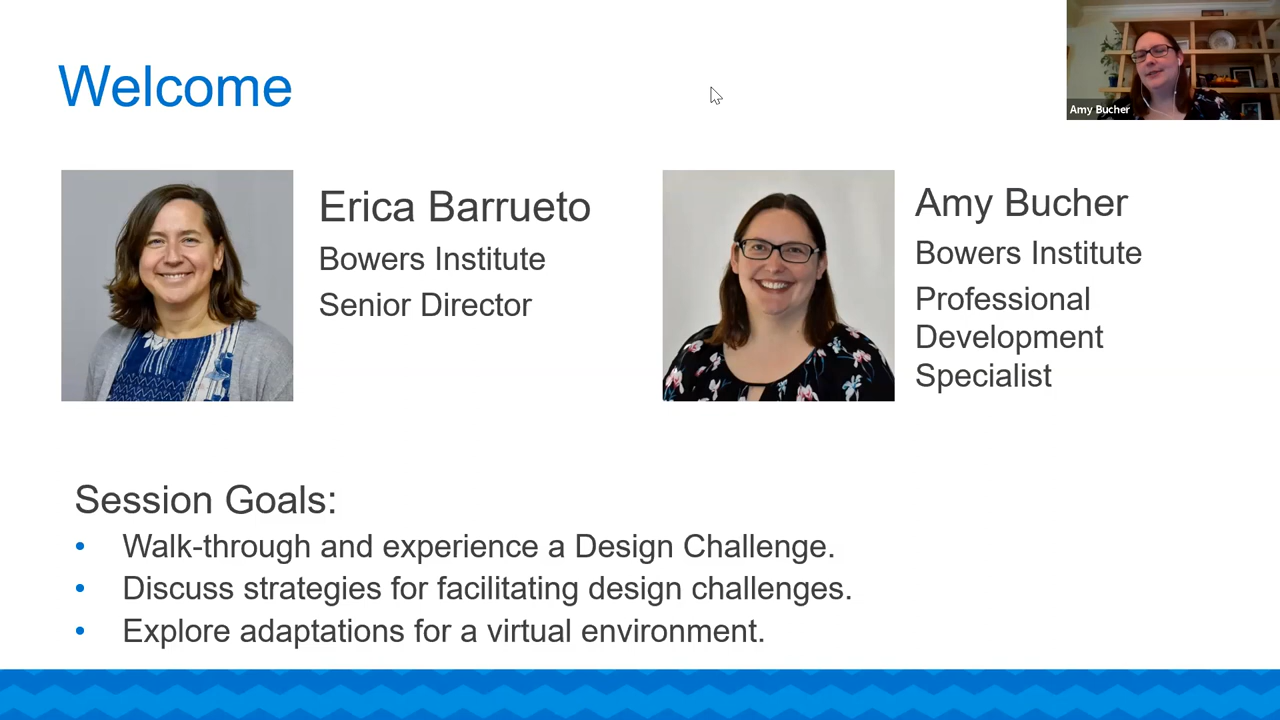 Welcome
Amy Bucher
Erica Barrueto
Bowers Institute
Senior Director
Amy Bucher
Bowers Institute
Professional
Development
Specialist
Session Goals:
• Walk-through and experience a Design Challenge.
• Discuss strategies for facilitating design challenges.
• Explore adaptations for a virtual environment.